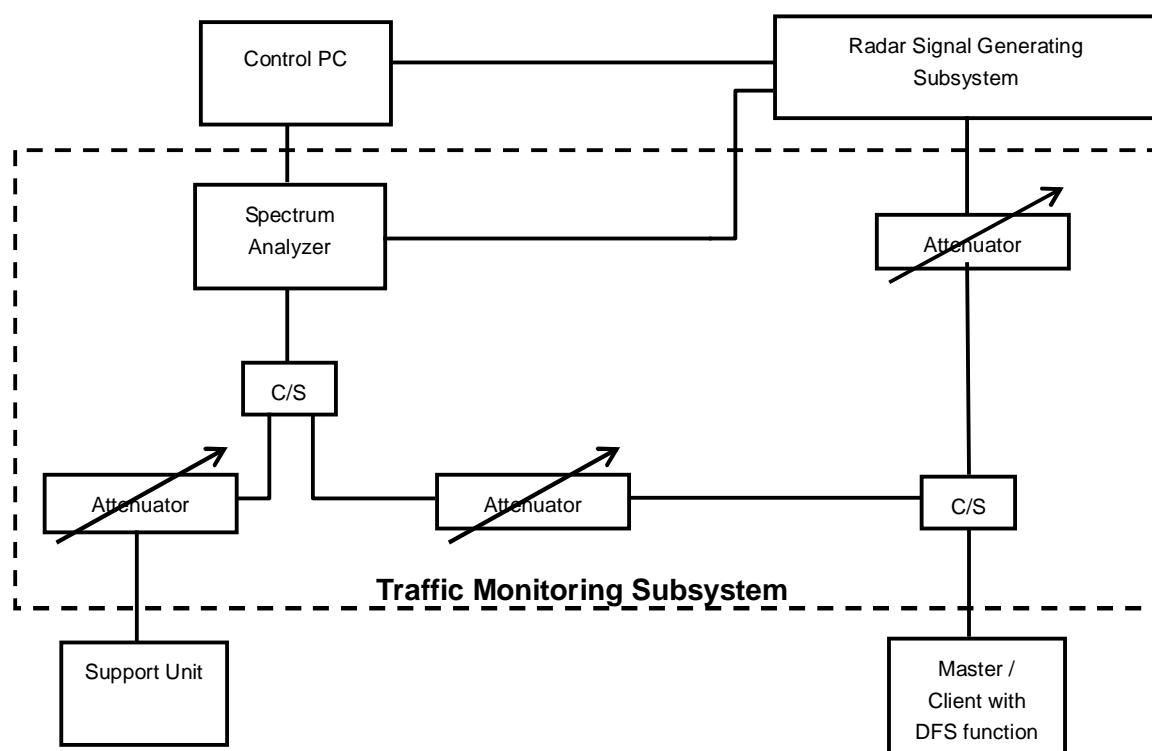 Control PC
Radar Signal Generating
Subsystem
Spectrum
Analyzer
Attenuator
C/S
Attenuator
Attenuator
C/S
Traffic Monitoring Subsystem
Support Unit
Master /
Client with
DFS function